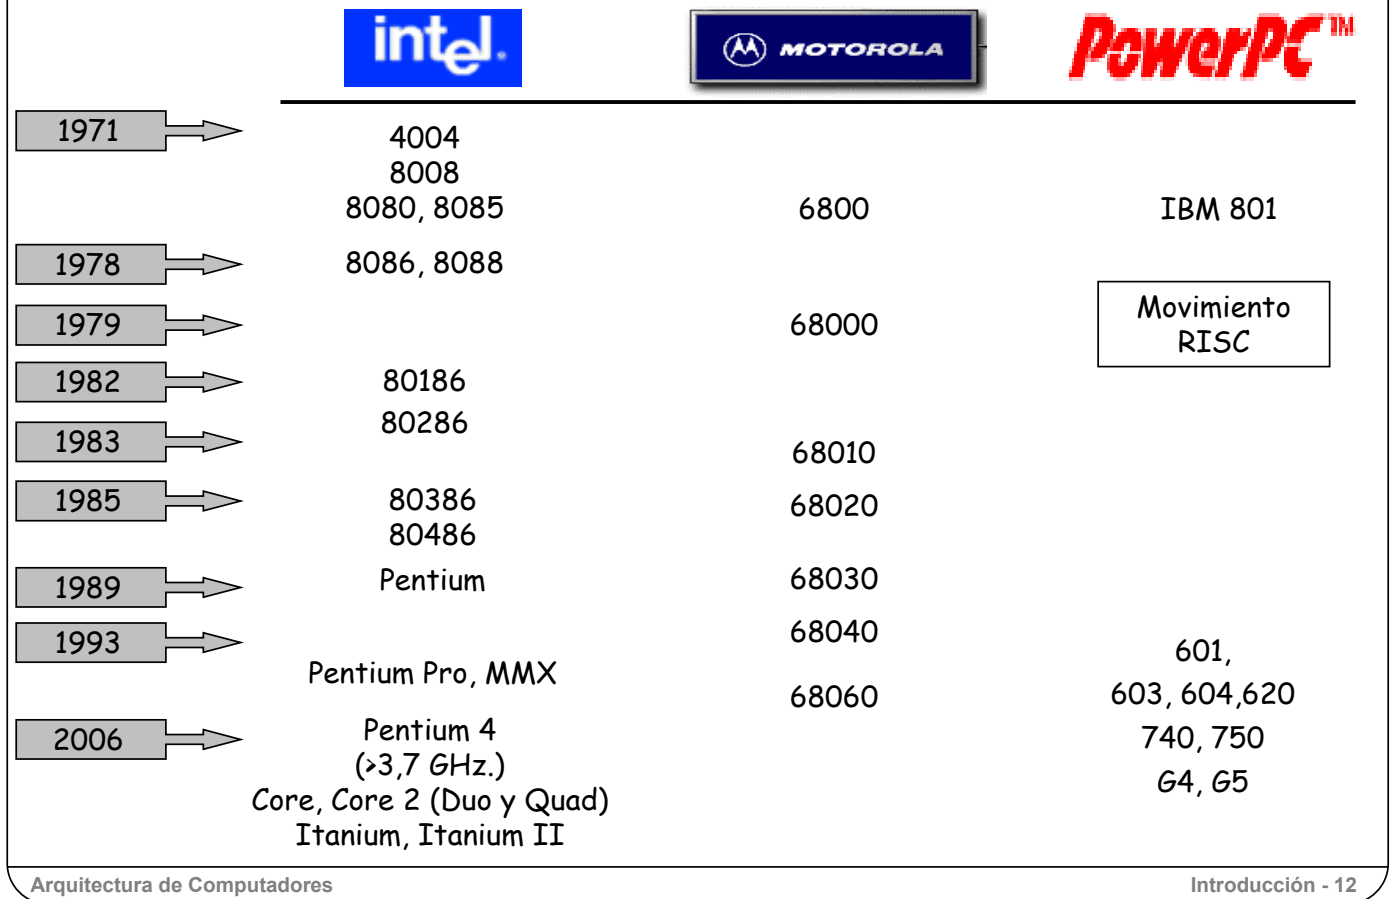 intel.
MOTOROLA
PowerPC™
1971
4004
8008
8080, 8085
6800
IBM 801
1978
8086, 8088
1979
68000
Movimiento
RISC
1982
80186
80286
1983
68010
1985
80386
68020
80486
1989
Pentium
68030
1993
68040
601,
Pentium Pro, MMX
68060
603, 604,620
2006
Pentium 4
740, 750
(>3,7 GHz.)
G4, G5
Core, Core 2 (Duo y Quad)
Itanium, Itanium II
Arquitectura de Computadores
Introducción - 12